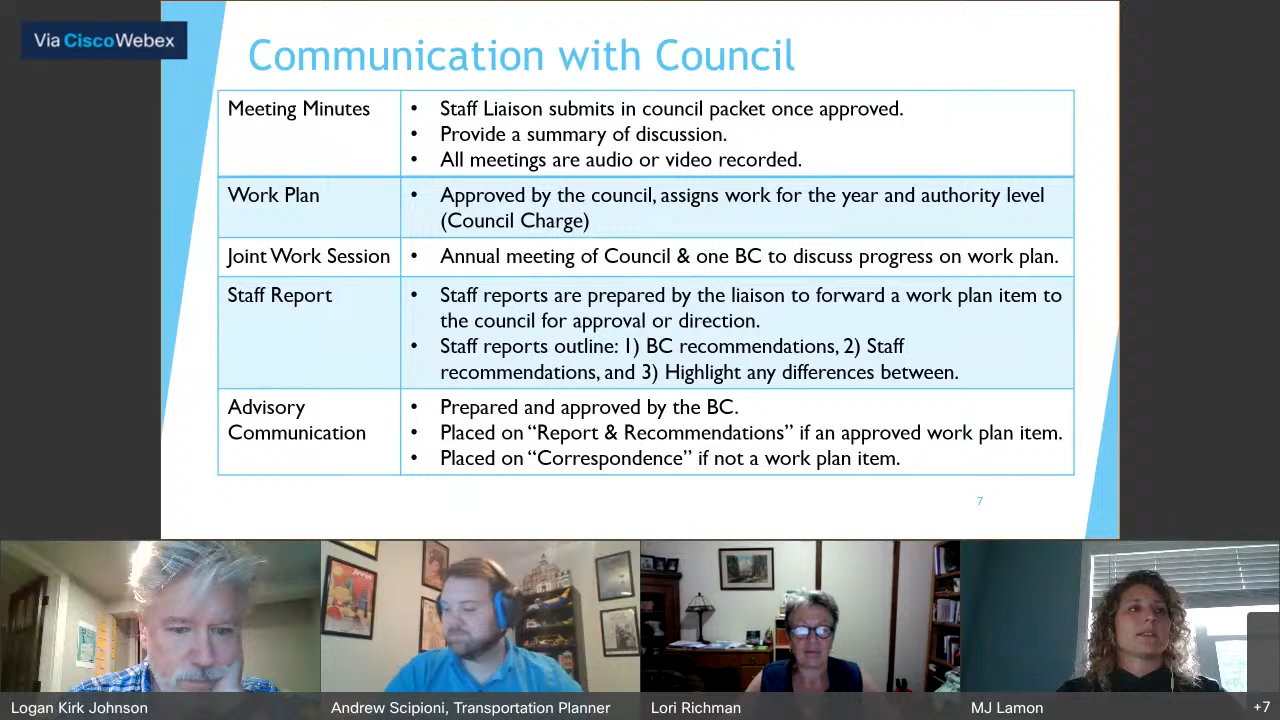 Via Cisco Webex
Communication with Council
Meeting Minutes
• Staff Liaison submits in council packet once approved.
• Provide a summary of discussion.
• All meetings are audio or video recorded.
Work Plan
• Approved by the council, assigns work for the year and authority level
(Council Charge)
Joint Work Session
• Annual meeting of Council & one BC to discuss progress on work plan.
Staff Report
• Staff reports are prepared by the liaison to forward a work plan item to
the council for approval or direction.
• Staff reports outline: 1) BC recommendations, 2) Staff
recommendations, and 3) Highlight any differences between.
Advisory
Communication
• Prepared and approved by the BC.
• Placed on “Report & Recommendations” if an approved work plan item.
• Placed on “Correspondence” if not a work plan item.
7
Logan Kirk Johnson
Andrew Scipioni, Transportation Planner
Lori Richman
MJ Lamon
+7